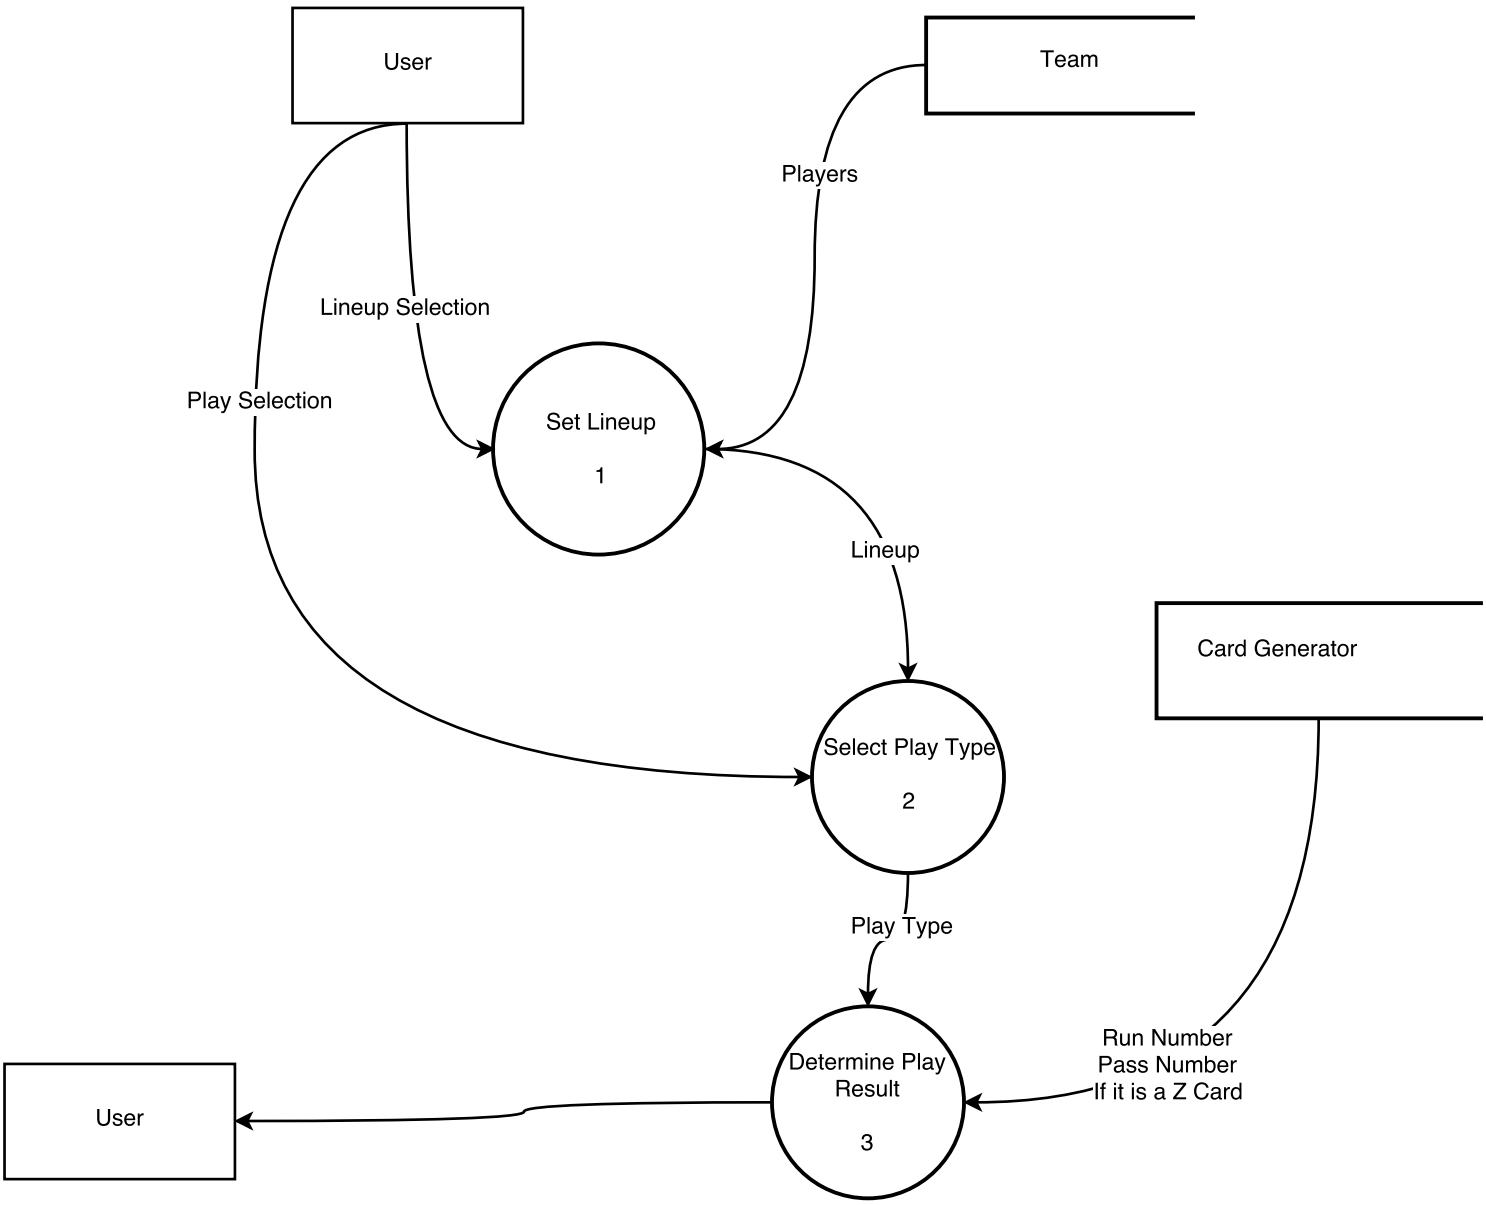 User
Team
Players
Lineup Selection
Play Selection
Set Lineup
1
Lineup
Card Generator
Select Play Type
2
Play Type
Run Number
Pass Number
If it is a Z Card
Determine Play
Result
3
User